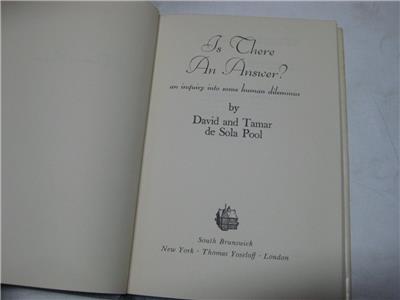 Is There
An Answer?
an inquiry into some human dilemmas
by
David and Tamar
de Sola Pool
South Brunswick
New York · Thomas Yoseloff · London